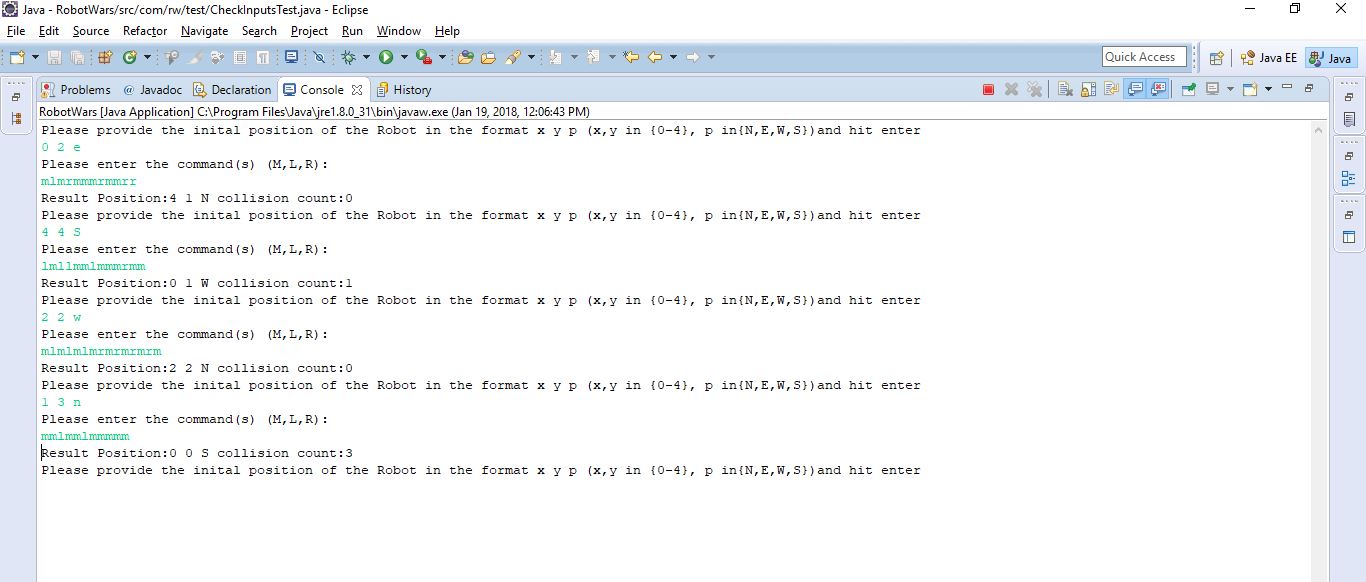 Java - RobotWars/src/com/rw/test/CheckInputsTest.java - Eclipse
File Edit Source Refactor Navigate Search Project Run Window Help
Quick Access Java EE Java
Problems @ Javadoc Declaration Console History
RobotWars [Java Application] C:\Program Files\Java\jre1.8.0_31\bin\javaw.exe (Jan 19, 2018, 12:06:43 PM)
Please provide the inital position of the Robot in the format x y p (x,y in {0-4}, p in{N,E,W,S})and hit enter
0 2 e
Please enter the command(s) (M,L,R):
mlmrmmmrmmrr
Result Position:4 1 N collision count:0
Please provide the inital position of the Robot in the format x y p (x,y in {0-4}, p in{N,E,W,S})and hit enter
4 4 S
Please enter the command(s) (M,L,R):
lmllmmlmmmrmm
Result Position:0 1 W collision count:1
Please provide the inital position of the Robot in the format x y p (x,y in {0-4}, p in{N,E,W,S})and hit enter
2 2 w
Please enter the command(s) (M,L,R):
mlmlmlmrmrmrmrm
Result Position:2 2 N collision count:0
Please provide the inital position of the Robot in the format x y p (x,y in {0-4}, p in{N,E,W,S})and hit enter
1 3 n
Please enter the command(s) (M,L,R):
mmlmmlmmmmm
Result Position:0 0 S collision count:3
Please provide the inital position of the Robot in the format x y p (x,y in {0-4}, p in{N,E,W,S})and hit enter